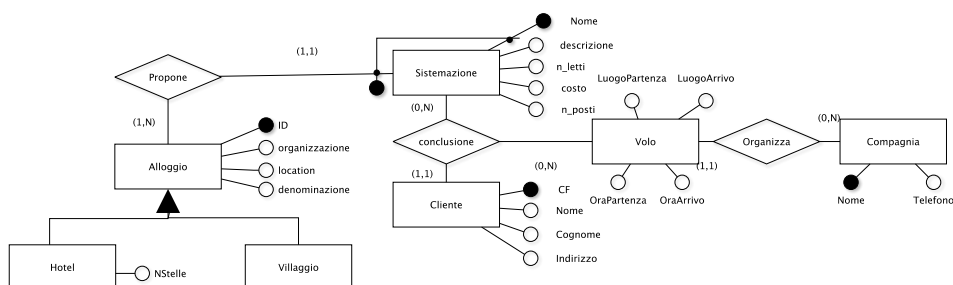 Nome
(1,1)
descrizione
Propone
Sistemazione
n_letti
LuogoPartenza
LuogoArrivo
costo
(0,N)
n_posti
(1,N)
(0,N)
ID
organizzazione
Alloggio
conclusione
Volo
Organizza
Compagnia
location
(1,1)
(0,N)
(1,1)
denominazione
CF
Cliente
Nome
OraPartenza
OraArrivo
Nome
Telefono
Cognome
Indirizzo
Hotel
NStelle
Villaggio